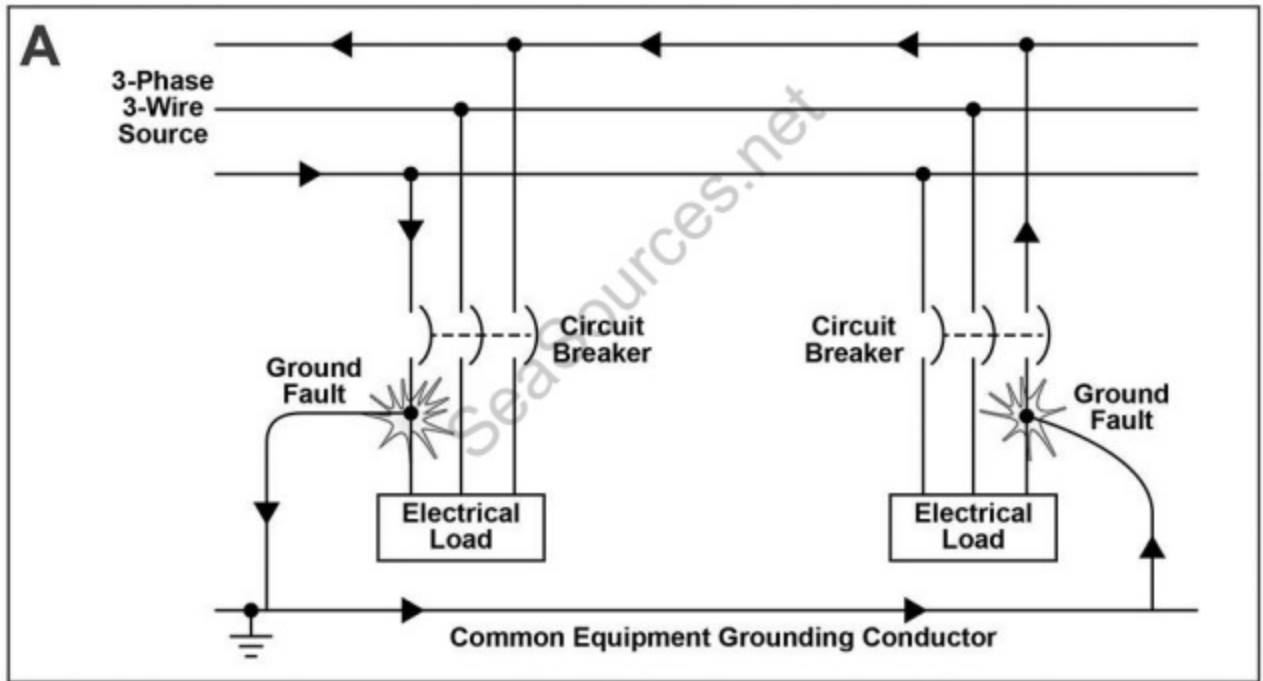 A
3-Phase
3-Wire
Source
SeaSources.net
Circuit
Breaker
Circuit
Breaker
Ground
Fault
Ground
Fault
Electrical
Load
Electrical
Load
Common Equipment Grounding Conductor